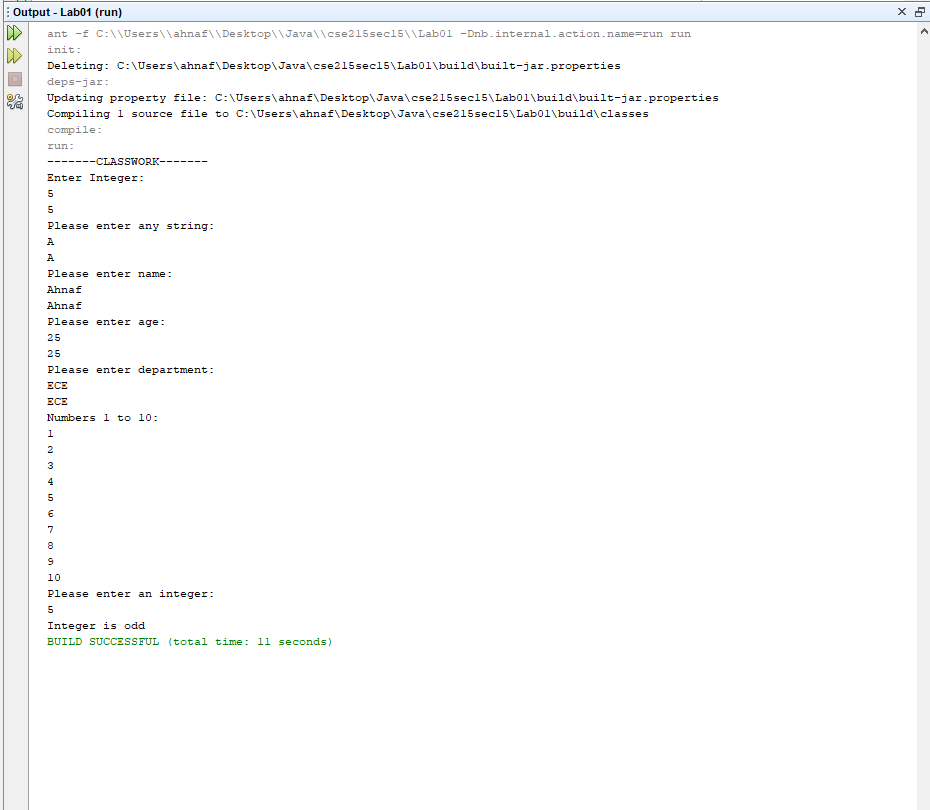 Output - Lab01 (run)
ant -f C:\\Users\\ahnaf\\Desktop\\Java\\cse215sec15\\Lab01 -Dnb.internal.action.name=run run
init:
Deleting: C:\Users\ahnaf\Desktop\Java\cse215sec15\Lab01\build\built-jar.properties
deps-jar:
Updating property file: C:\Users\ahnaf\Desktop\Java\cse215sec15\Lab01\build\built-jar.properties
Compiling 1 source file to C:\Users\ahnaf\Desktop\Java\cse215sec15\Lab01\build\classes
compile:
run:
-------CLASSWORK-------
Enter Integer:
5
5
Please enter any string:
A
A
Please enter name:
Ahnaf
Ahnaf
Please enter age:
25
25
Please enter department:
ECE
ECE
Numbers 1 to 10:
1
2
3
4
5
6
7
8
9
10
Please enter an integer:
5
Integer is odd
BUILD SUCCESSFUL (total time: 11 seconds)